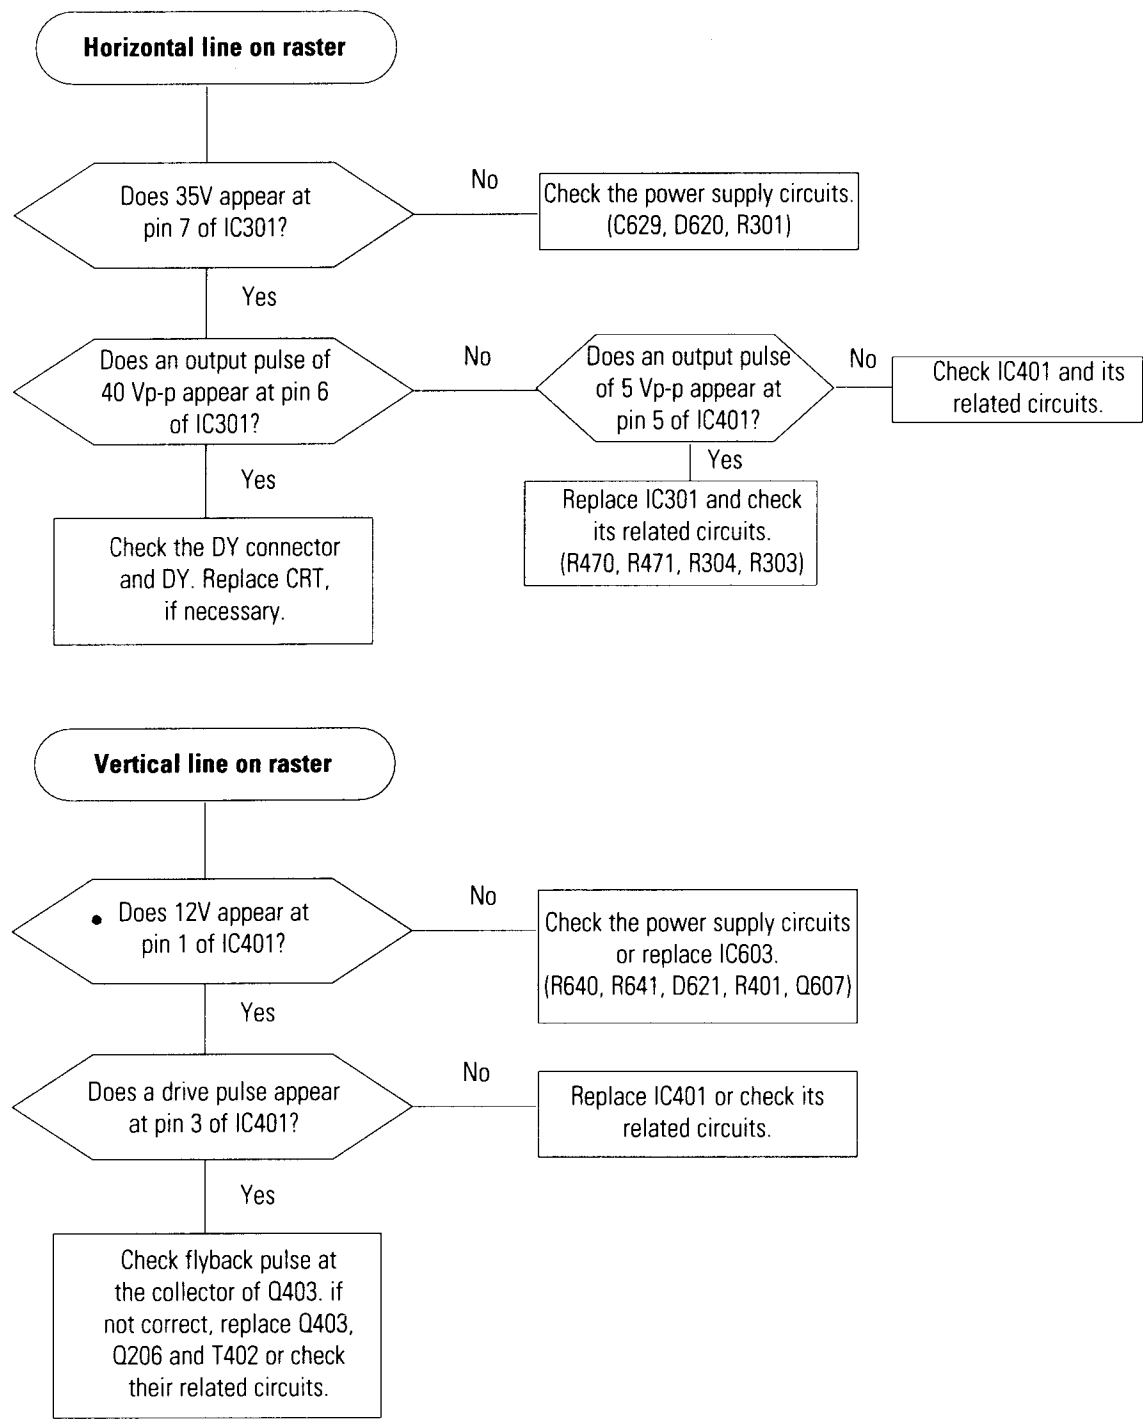 Horizontal line on raster
Does 35V appear at
pin 7 of IC301?
No
Check the power supply circuits.
(C629, D620, R301)
Yes
Does an output pulse of
40 Vp-p appear at pin 6
of IC301?
No
Does an output pulse
of 5 Vp-p appear at
pin 5 of IC401?
No
Check IC401 and its
related circuits.
Yes
Replace IC301 and check
its related circuits.
(R470, R471, R304, R303)
Yes
Check the DY connector
and DY. Replace CRT,
if necessary.
Vertical line on raster
• Does 12V appear at
pin 1 of IC401?
No
Check the power supply circuits
or replace IC603.
(R640, R641, D621, R401, Q607)
Yes
Does a drive pulse appear
at pin 3 of IC401?
No
Replace IC401 or check its
related circuits.
Yes
Check flyback pulse at
the collector of Q403. if
not correct, replace Q403,
Q206 and T402 or check
their related circuits.